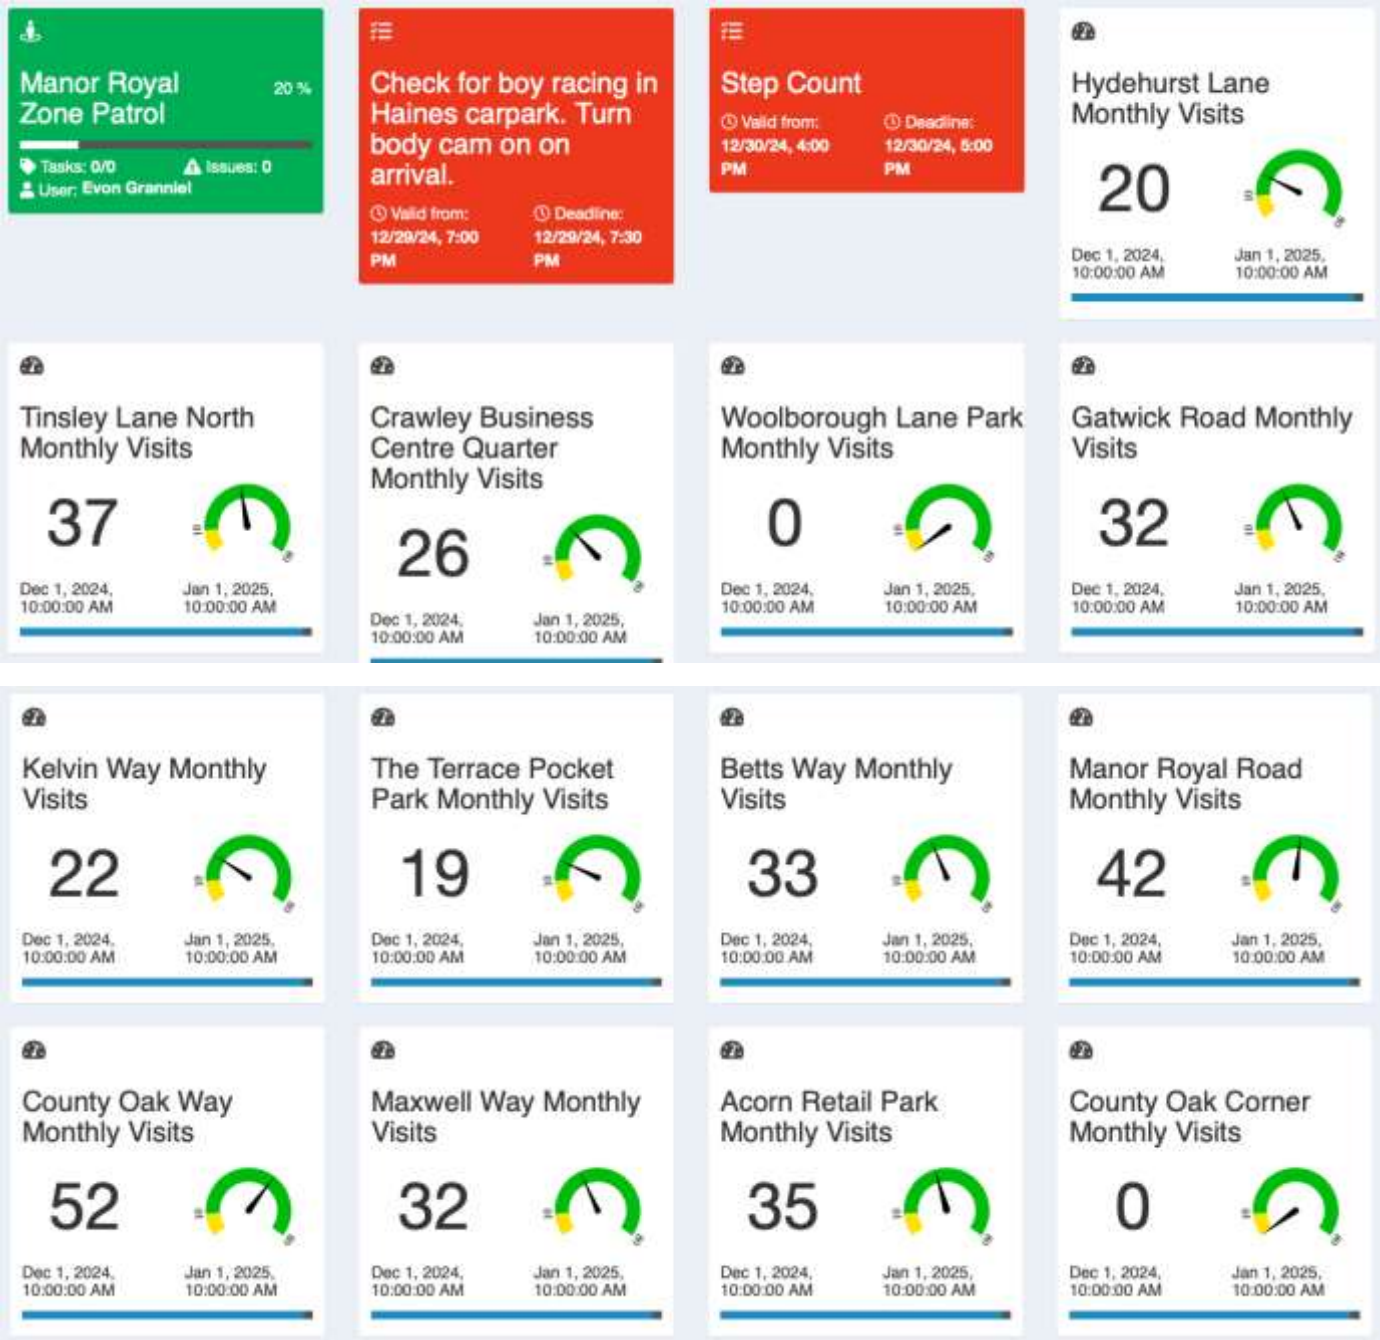 Manor Royal
Zone Patrol
20 %
Tasks: 0/0
Issues: 0
User: Evon Granniel
Check for boy racing in
Haines carpark. Turn
body cam on on
arrival.
Valid from:
12/29/24, 7:00
PM
Deadline:
12/29/24, 7:30
PM
Step Count
Valid from:
12/30/24, 4:00
PM
Deadline:
12/30/24, 5:00
PM
Hydehurst Lane
Monthly Visits
20
Dec 1, 2024,
10:00:00 AM
Jan 1, 2025,
10:00:00 AM
Tinsley Lane North
Monthly Visits
37
Dec 1, 2024,
10:00:00 AM
Jan 1, 2025,
10:00:00 AM
Crawley Business
Centre Quarter
Monthly Visits
26
Dec 1, 2024,
10:00:00 AM
Jan 1, 2025,
10:00:00 AM
Woolborough Lane Park
Monthly Visits
0
Dec 1, 2024,
10:00:00 AM
Jan 1, 2025,
10:00:00 AM
Gatwick Road Monthly
Visits
32
Dec 1, 2024,
10:00:00 AM
Jan 1, 2025,
10:00:00 AM
Kelvin Way Monthly
Visits
22
Dec 1, 2024,
10:00:00 AM
Jan 1, 2025,
10:00:00 AM
The Terrace Pocket
Park Monthly Visits
19
Dec 1, 2024,
10:00:00 AM
Jan 1, 2025,
10:00:00 AM
Betts Way Monthly
Visits
33
Dec 1, 2024,
10:00:00 AM
Jan 1, 2025,
10:00:00 AM
Manor Royal Road
Monthly Visits
42
Dec 1, 2024,
10:00:00 AM
Jan 1, 2025,
10:00:00 AM
County Oak Way
Monthly Visits
52
Dec 1, 2024,
10:00:00 AM
Jan 1, 2025,
10:00:00 AM
Maxwell Way Monthly
Visits
32
Dec 1, 2024,
10:00:00 AM
Jan 1, 2025,
10:00:00 AM
Acorn Retail Park
Monthly Visits
35
Dec 1, 2024,
10:00:00 AM
Jan 1, 2025,
10:00:00 AM
County Oak Corner
Monthly Visits
0
Dec 1, 2024,
10:00:00 AM
Jan 1, 2025,
10:00:00 AM